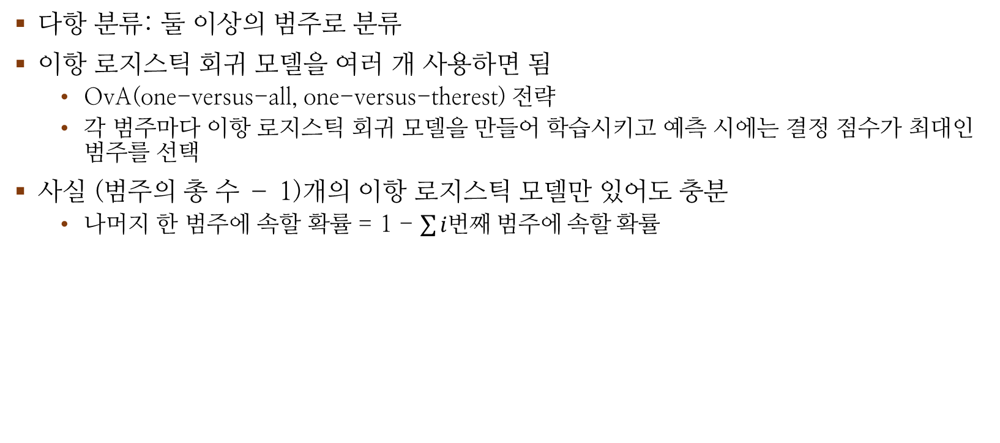 ▪ 다항 분류: 둘 이상의 범주로 분류
▪ 이항 로지스틱 회귀 모델을 여러 개 사용하면 됨
• OvA(one-versus-all, one-versus-therest) 전략
• 각 범주마다 이항 로지스틱 회귀 모델을 만들어 학습시키고 예측 시에는 결정 점수가 최대인
범주를 선택
▪ 사실 (범주의 총 수 - 1)개의 이항 로지스틱 모델만 있어도 충분
• 나머지 한 범주에 속할 확률 = 1 - ∑ i번째 범주에 속할 확률